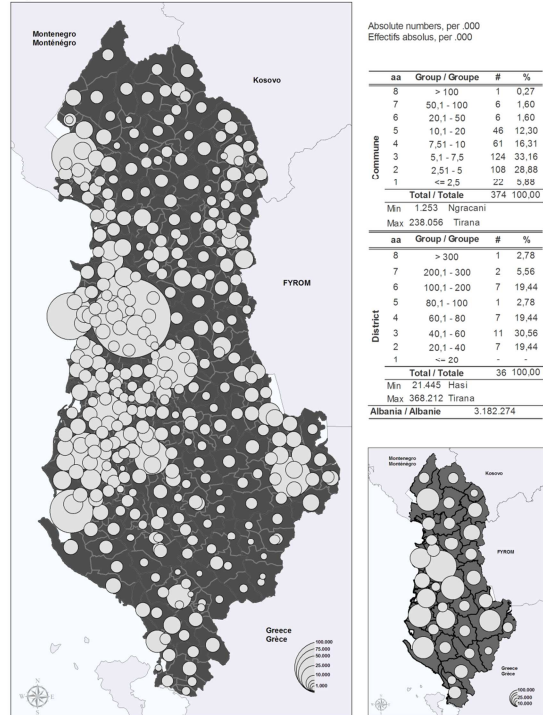 Montenegro
Monténégro
Kosovo
FYROM
Greece
Grèce
100.000
75.000
50.000
25.000
10.000
1.000
Absolute numbers, per .000
Effectifs absolus, per .000
aa Group / Groupe # %
Commune
8 > 100 1 0,27
7 50,1 - 100 6 1,60
6 20,1 - 50 6 1,60
5 10,1 - 20 46 12,30
4 7,51 - 10 61 16,31
3 5,1 - 7,5 124 33,16
2 2,51 - 5 108 28,88
1 <= 2,5 22 5,88
Total / Totale 374 100,00
Min 1.253 Ngracani
Max 238.056 Tirana
aa Group / Groupe # %
District
8 > 300 1 2,78
7 200,1 - 300 2 5,56
6 100,1 - 200 7 19,44
5 80,1 - 100 1 2,78
4 60,1 - 80 7 19,44
3 40,1 - 60 11 30,56
2 20,1 - 40 7 19,44
1 <= 20 - -
Total / Totale 36 100,00
Min 21.445 Hasi
Max 368.212 Tirana
Albania / Albanie 3.182.274
Montenegro
Monténégro
Kosovo
FYROM
Greece
Grèce
100.000
25.000
10.000